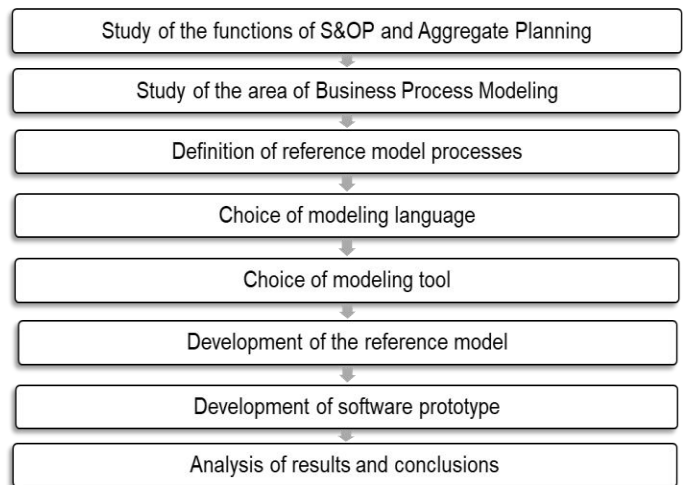 Study of the functions of S&OP and Aggregate Planning
Study of the area of Business Process Modeling
Definition of reference model processes
Choice of modeling language
Choice of modeling tool
Development of the reference model
Development of software prototype
Analysis of results and conclusions